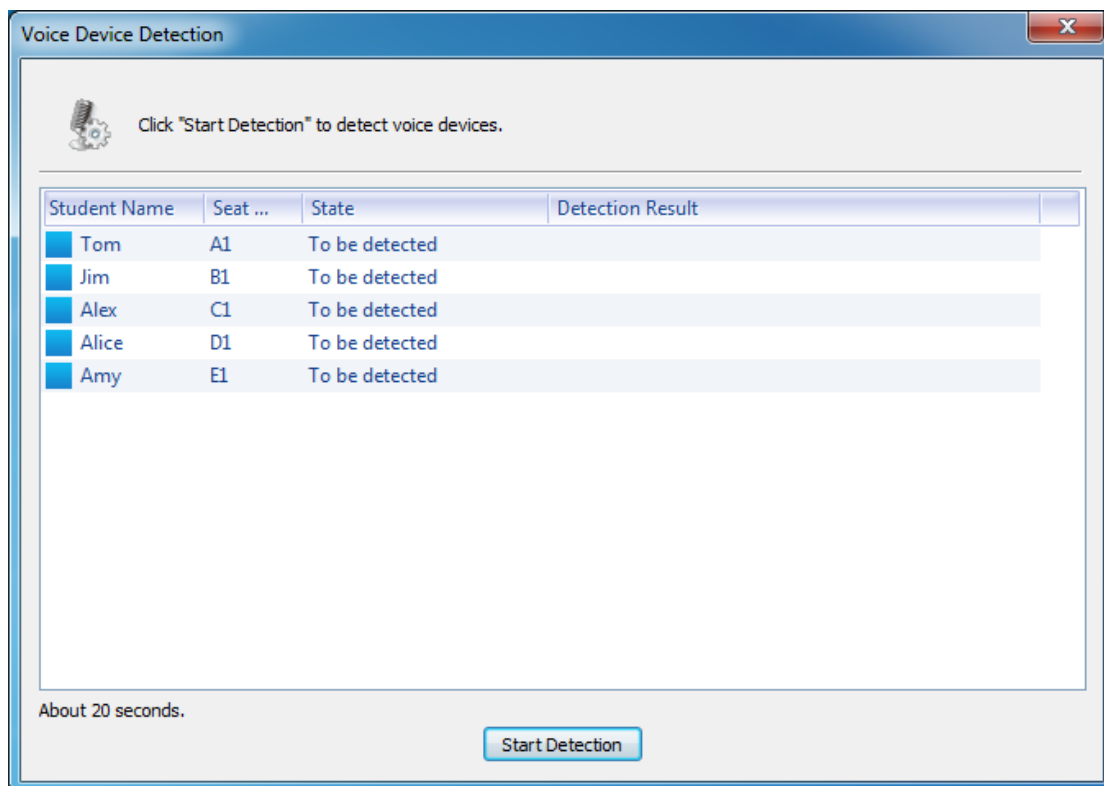 Voice Device Detection
Click "Start Detection" to detect voice devices.
Student Name Seat ... State Detection Result
Tom A1 To be detected
Jim B1 To be detected
Alex C1 To be detected
Alice D1 To be detected
Amy E1 To be detected
About 20 seconds.
Start Detection